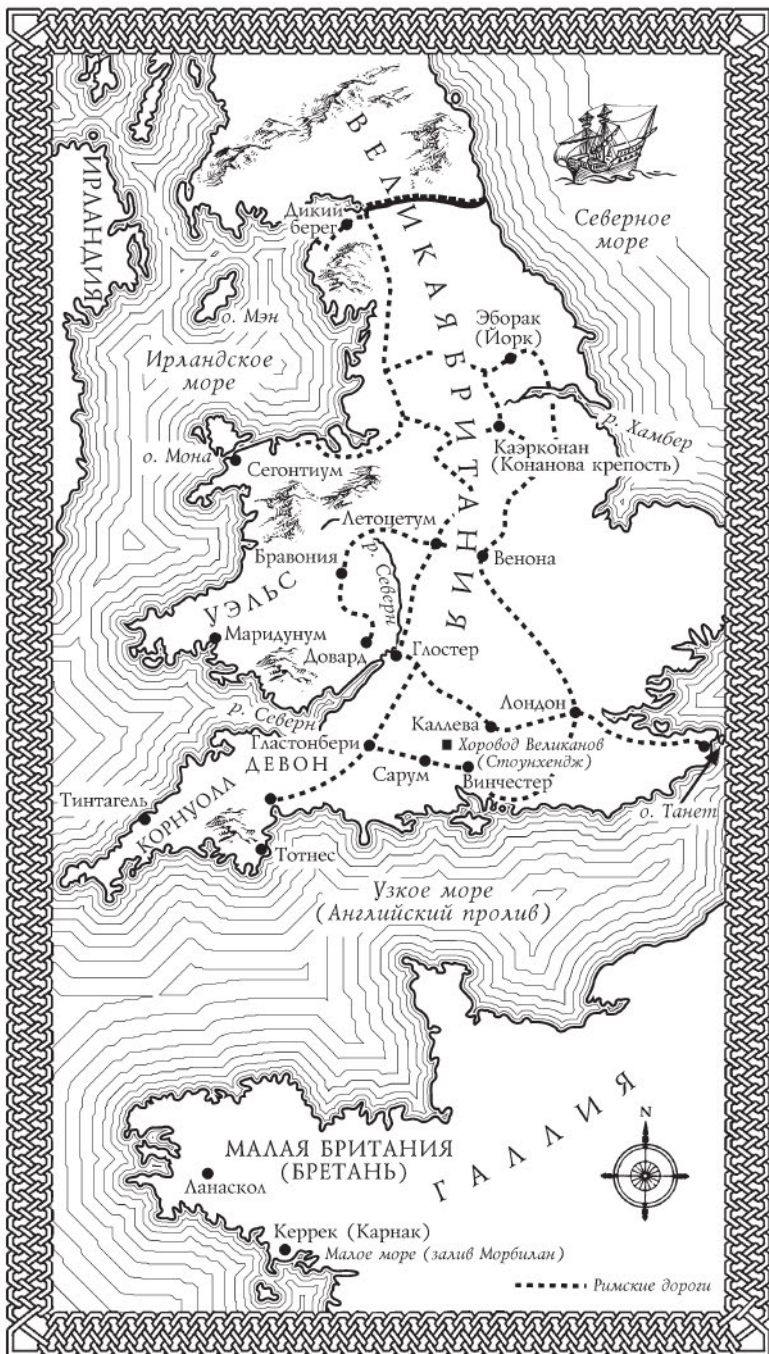 ВЕЛИКАЯ БРИТАНИЯ
ИРЛАНДИЯ
Северное
море
Дикий
берег
о. Мэн
Ирландское
море
Эборак
(Йорк)
р. Хамбер
Каэрконан
(Конанова крепость)
о. Мона
Сегонтиум
Летоцетум
Бравония
р. Северн
Венона
УЭЛЬС
Маридунум
Довард
Глостер
р. Северн
Лондон
Каллева
Хоровод Великанов
(Стоунхендж)
Гластонбери
ДЕВОН
Сарум
Винчестер
о. Танет
Тинтагель
КОРНУОЛЛ
Тотнес
Узкое море
(Английский пролив)
ГАЛЛИЯ
N
МАЛАЯ БРИТАНИЯ
(БРЕТАНЬ)
Ланаскол
Керрек (Карнак)
Малое море (залив Морбилан)
Римские дороги